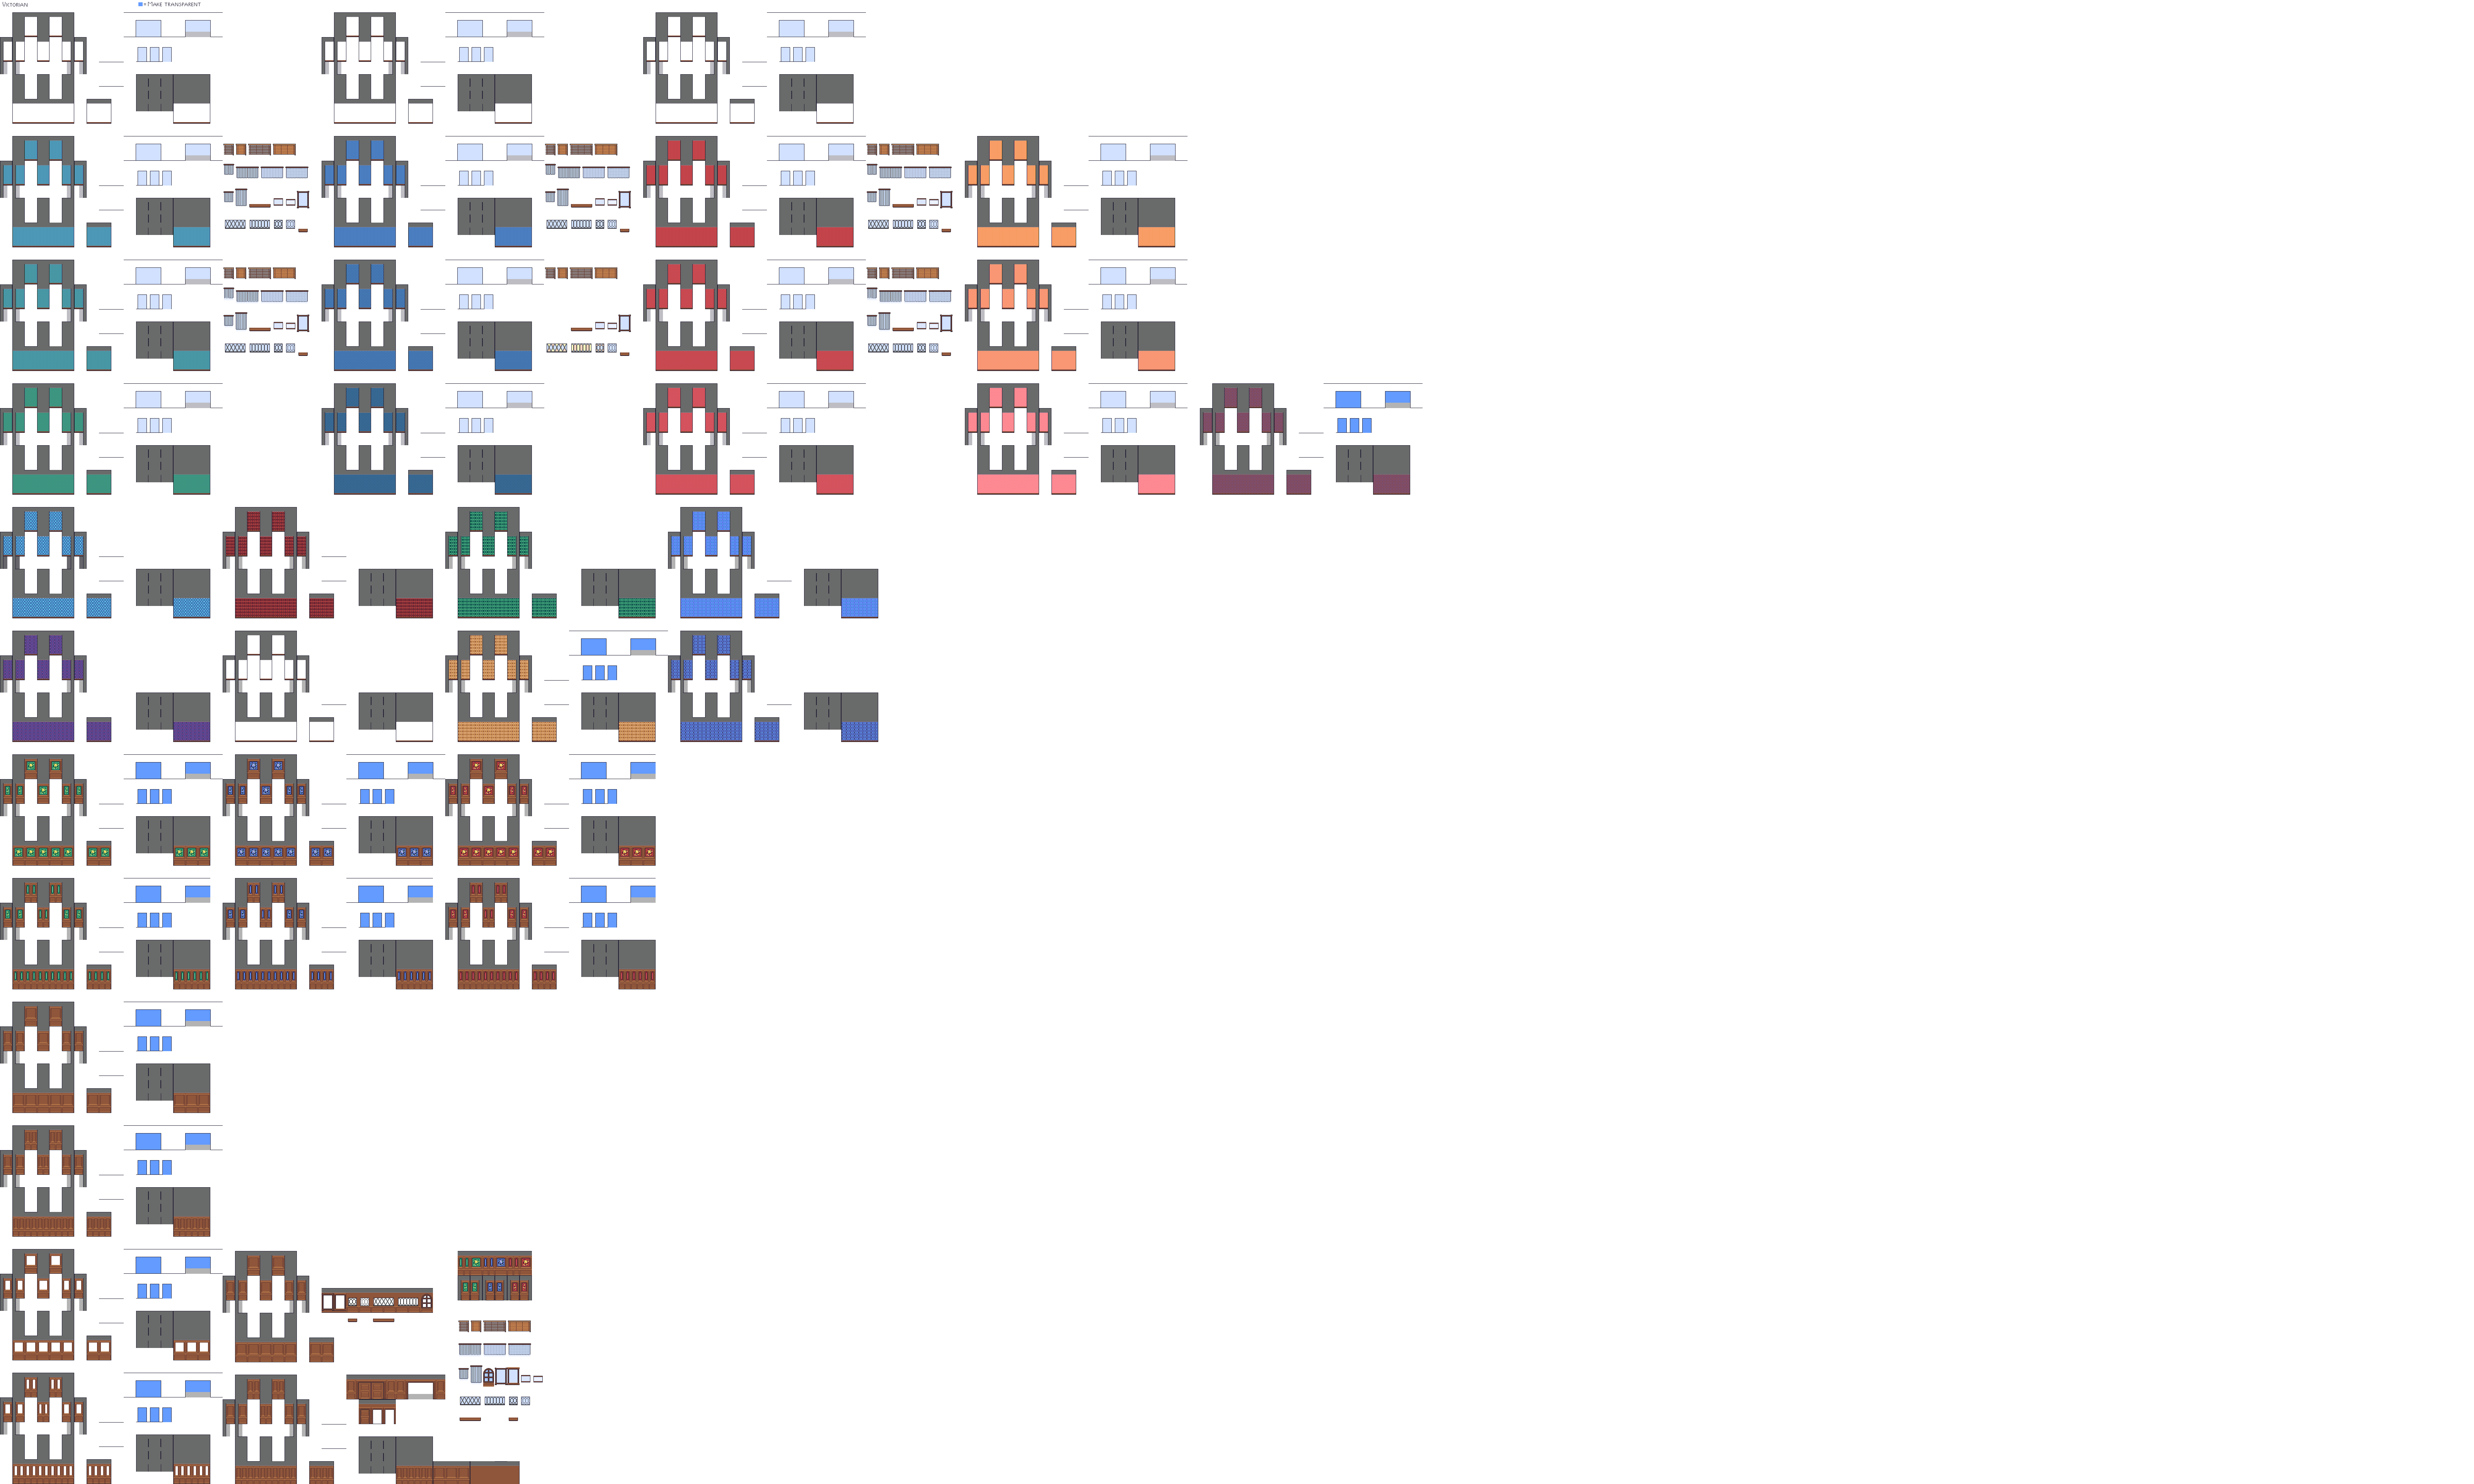 Victorian
= Make transparent